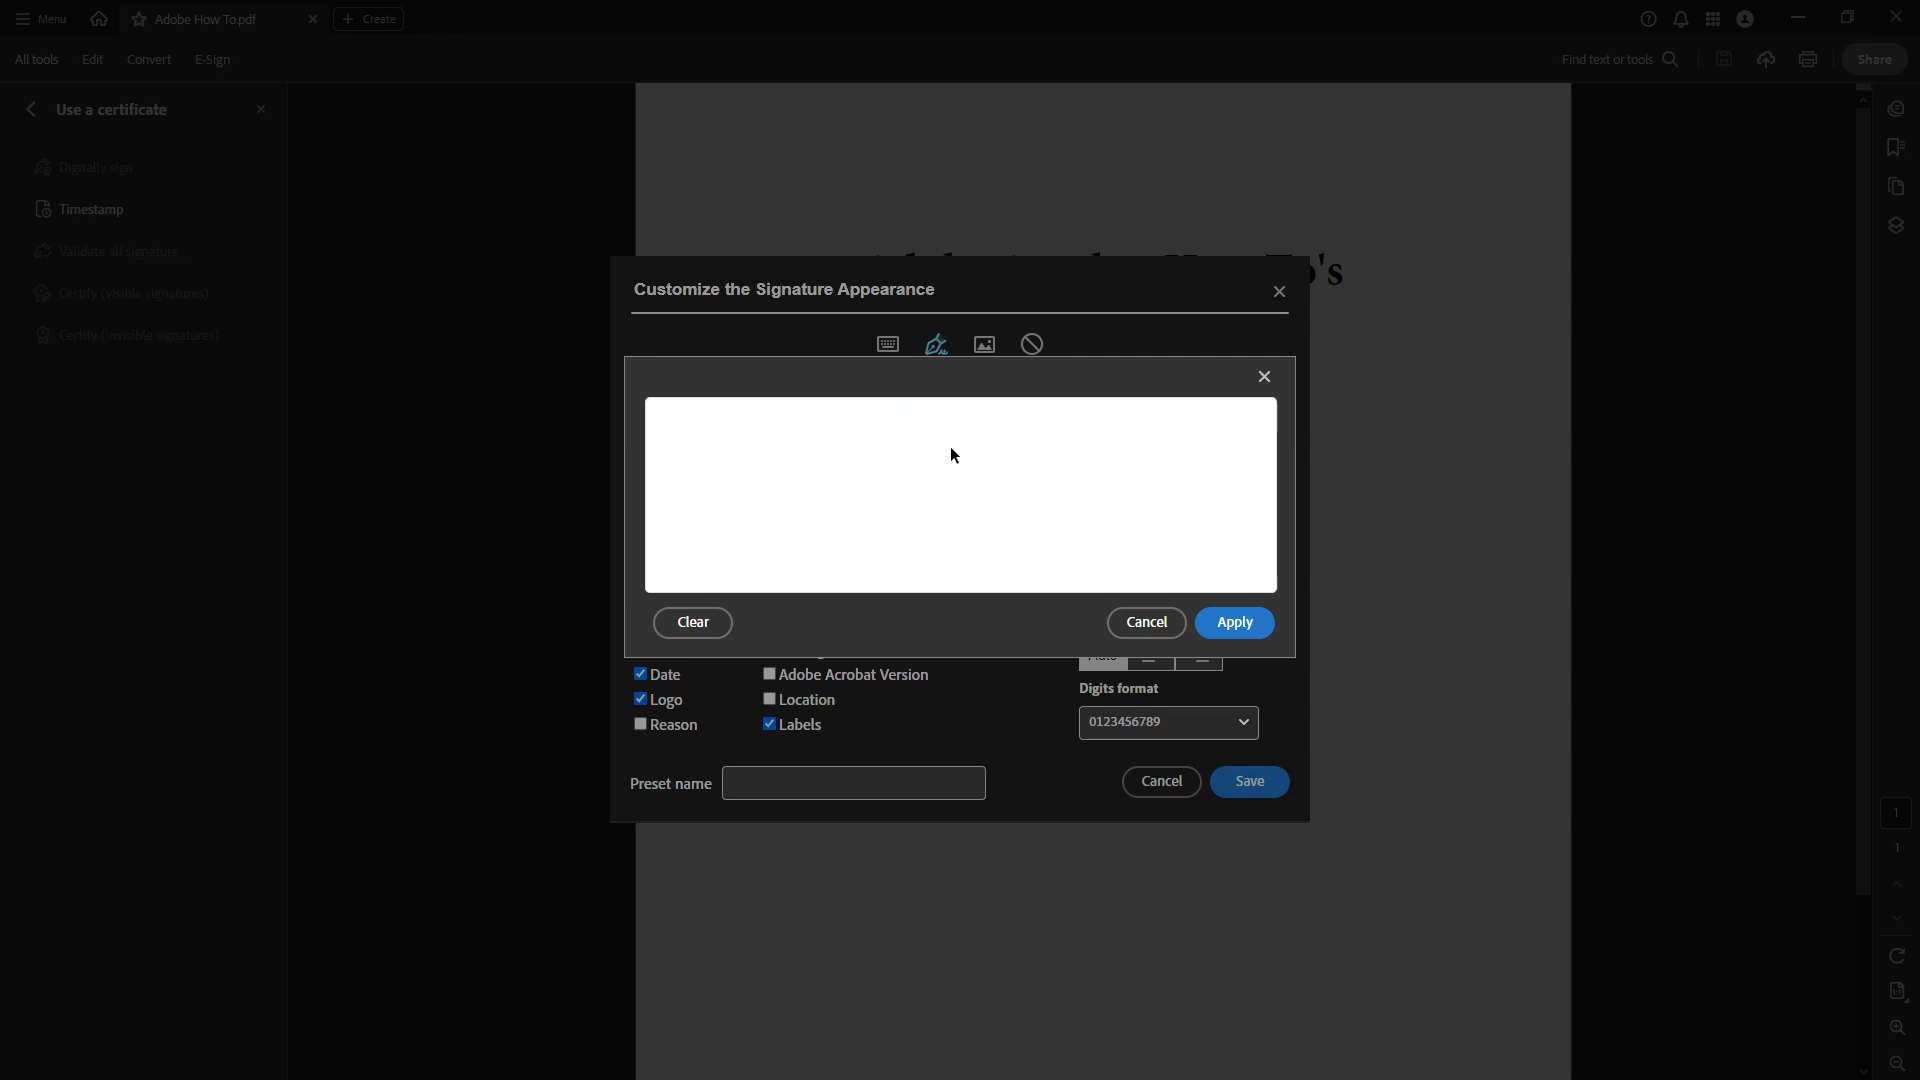 Menu
Adobe How To.pdf
Create
All tools
Edit
Convert
E-Sign
Find text or tools
Share
Use a certificate
Digitally sign
Timestamp
Validate all signature
Certify (visible signatures)
Certify (invisible signatures)
's
Customize the Signature Appearance
Clear
Cancel
Apply
Date
Adobe Acrobat Version
Logo
Location
Reason
Labels
Digits format
0123456789
Preset name
Cancel
Save
1
1